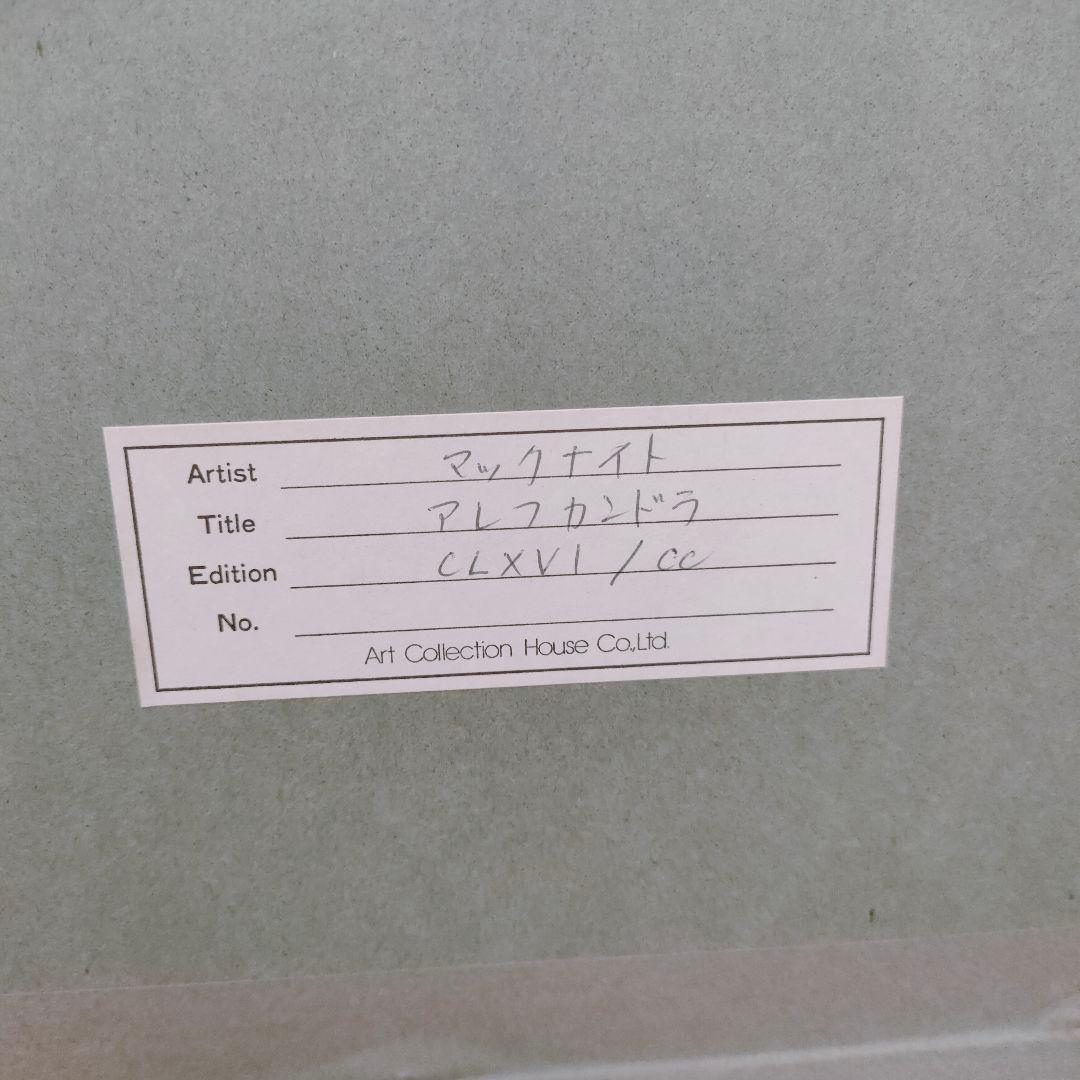 Artist マックナイト
Title アレフカンドラ
Edition CLXVI / CC
No.
Art Collection House Co.,Ltd.